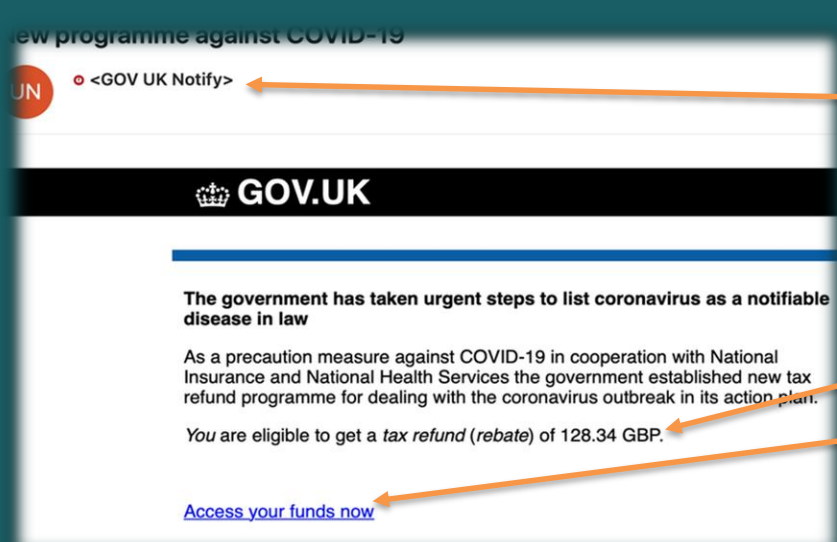 new programme against COVID-19
UN
<GOV UK Notify>
GOV.UK
The government has taken urgent steps to list coronavirus as a notifiable
disease in law
As a precaution measure against COVID-19 in cooperation with National
Insurance and National Health Services the government established new tax
refund programme for dealing with the coronavirus outbreak in its action plan.
You are eligible to get a tax refund (rebate) of 128.34 GBP.
Access your funds now